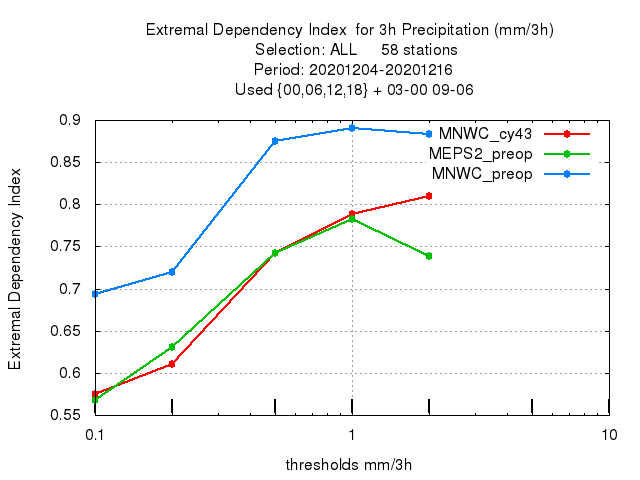 Extremal Dependency Index  for 3h Precipitation (mm/3h)
Selection: ALL     58 stations
Period: 20201204-20201216
Used {00,06,12,18} + 03-00 09-06
0.9
0.85
0.8
0.75
0.7
0.65
0.6
0.55
Extremal Dependency Index
MNWC_cy43
MEPS2_preop
MNWC_preop
0.1
1
10
thresholds mm/3h